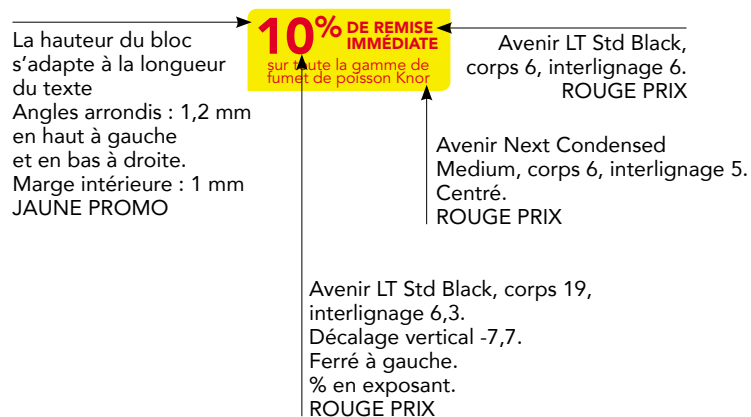 La hauteur du bloc
s’adapte à la longueur
du texte
Angles arrondis : 1,2 mm
en haut à gauche
et en bas à droite.
Marge intérieure : 1 mm
JAUNE PROMO
10% DE REMISE
IMMÉDIATE
sur toute la gamme de
fumet de poisson Knor
Avenir LT Std Black,
corps 6, interlignage 6.
ROUGE PRIX
Avenir Next Condensed
Medium, corps 6, interlignage 5.
Centré.
ROUGE PRIX
Avenir LT Std Black, corps 19,
interlignage 6,3.
Décalage vertical -7,7.
Ferré à gauche.
% en exposant.
ROUGE PRIX